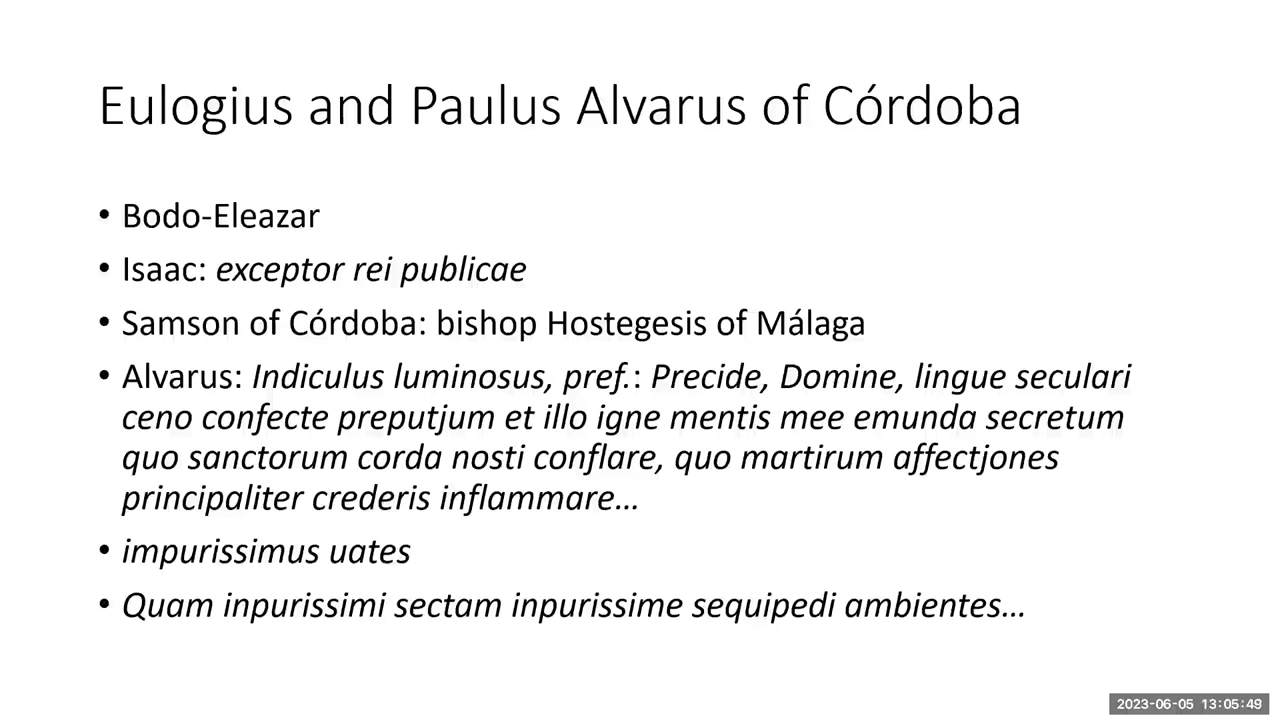 Eulogius and Paulus Alvarus of Córdoba
• Bodo-Eleazar
• Isaac: exceptor rei publicae
• Samson of Córdoba: bishop Hostegesis of Málaga
• Alvarus: Indiculus luminosus, pref.: Precide, Domine, lingue seculari
ceno confecte preputjum et illo igne mentis mee emunda secretum
quo sanctorum corda nosti conflare, quo martirum affectjones
principaliter crederis inflammare…
• impurissimus uates
• Quam inpurissimi sectam inpurissime sequipedi ambientes…
2023-06-05 13:05:49